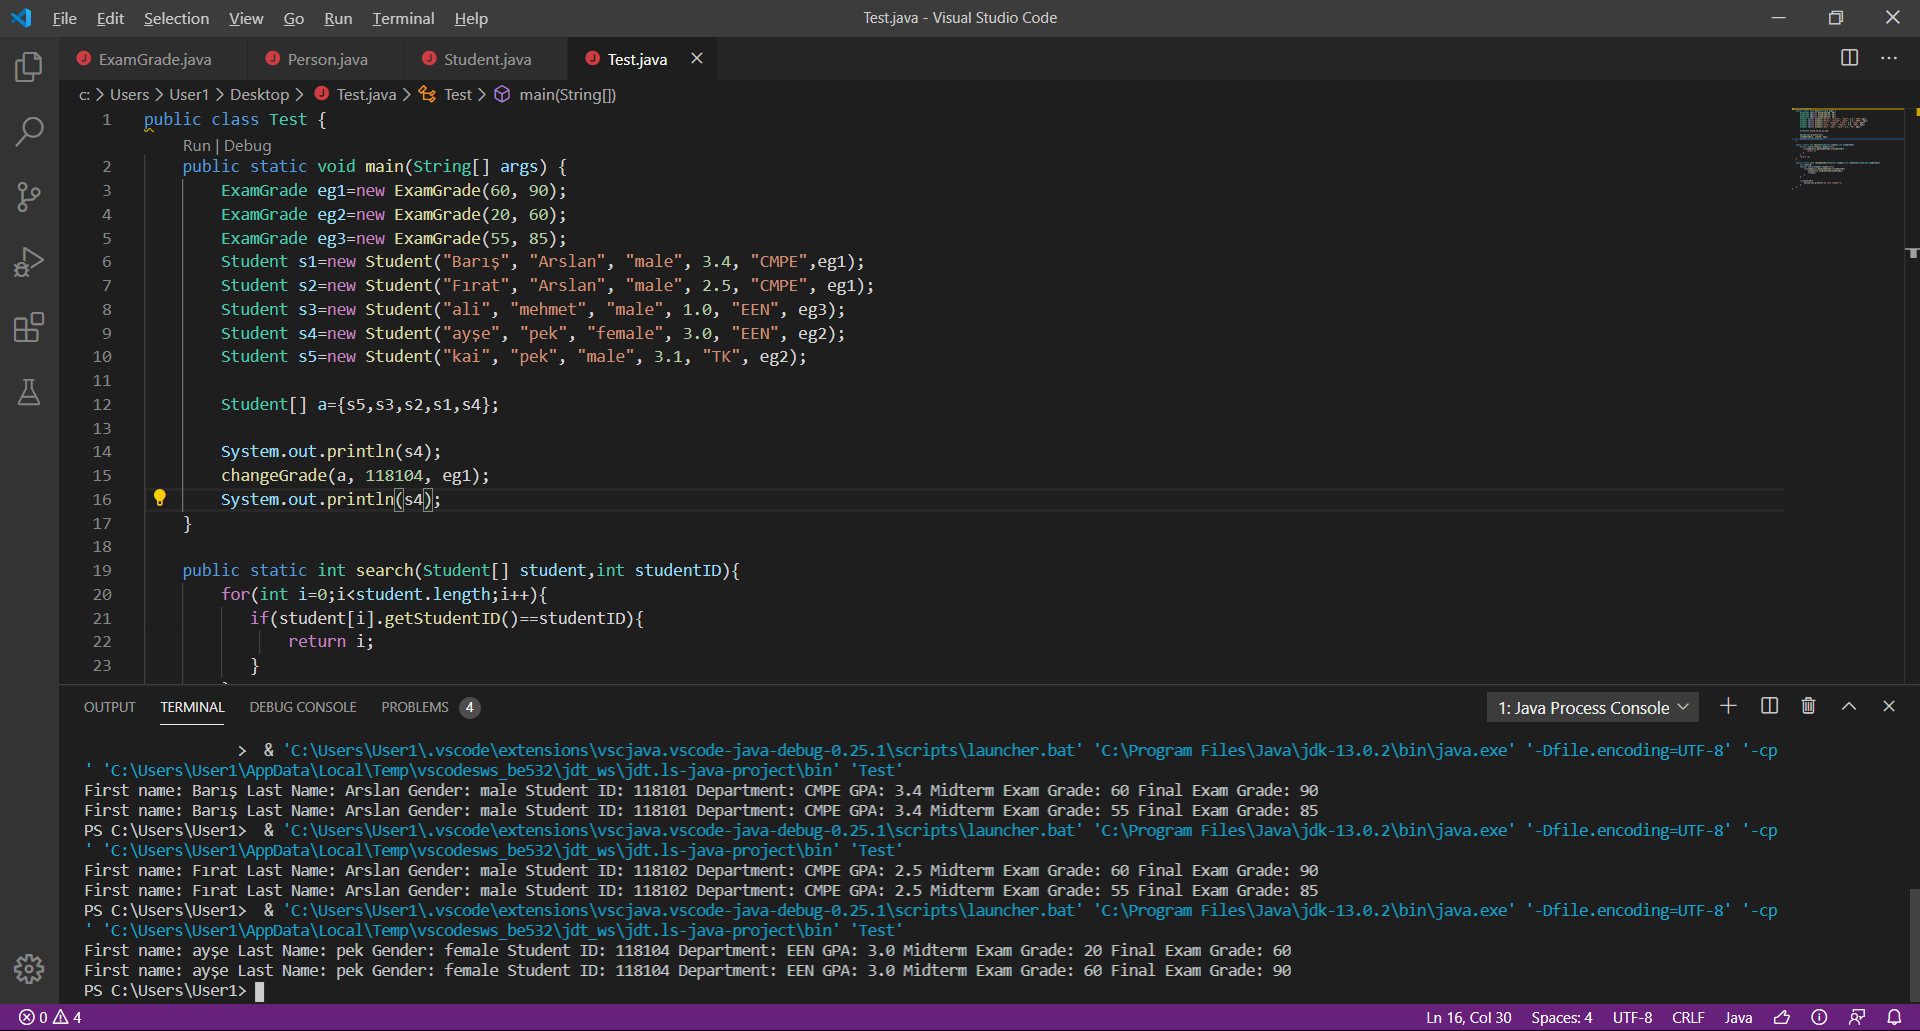 File Edit Selection View Go Run Terminal Help Test.java - Visual Studio Code
ExamGrade.java Person.java Student.java Test.java
c: > Users > User1 > Desktop > Test.java > Test > main(String[])
1 public class Test {
Run | Debug
2 public static void main(String[] args) {
3 ExamGrade eg1=new ExamGrade(60, 90);
4 ExamGrade eg2=new ExamGrade(20, 60);
5 ExamGrade eg3=new ExamGrade(55, 85);
6 Student s1=new Student("Barış", "Arslan", "male", 3.4, "CMPE",eg1);
7 Student s2=new Student("Fırat", "Arslan", "male", 2.5, "CMPE", eg1);
8 Student s3=new Student("ali", "mehmet", "male", 1.0, "EEN", eg3);
9 Student s4=new Student("ayşe", "pek", "female", 3.0, "EEN", eg2);
10 Student s5=new Student("kai", "pek", "male", 3.1, "TK", eg2);
11
12 Student[] a={s5,s3,s2,s1,s4};
13
14 System.out.println(s4);
15 changeGrade(a, 118104, eg1);
16 System.out.println(s4);
17 }
18
19 public static int search(Student[] student,int studentID){
20 for(int i=0;i<student.length;i++){
21 if(student[i].getStudentID()==studentID){
22 return i;
23 }
OUTPUT TERMINAL DEBUG CONSOLE PROBLEMS 4 1: Java Process Console
> & 'C:\Users\User1\.vscode\extensions\vscjava.vscode-java-debug-0.25.1\scripts\launcher.bat' 'C:\Program Files\Java\jdk-13.0.2\bin\java.exe' '-Dfile.encoding=UTF-8' '-cp
' 'C:\Users\User1\AppData\Local\Temp\vscodesws_be532\jdt_ws\jdt.ls-java-project\bin' 'Test'
First name: Barış Last Name: Arslan Gender: male Student ID: 118101 Department: CMPE GPA: 3.4 Midterm Exam Grade: 60 Final Exam Grade: 90
First name: Barış Last Name: Arslan Gender: male Student ID: 118101 Department: CMPE GPA: 3.4 Midterm Exam Grade: 55 Final Exam Grade: 85
PS C:\Users\User1> & 'C:\Users\User1\.vscode\extensions\vscjava.vscode-java-debug-0.25.1\scripts\launcher.bat' 'C:\Program Files\Java\jdk-13.0.2\bin\java.exe' '-Dfile.encoding=UTF-8' '-cp
' 'C:\Users\User1\AppData\Local\Temp\vscodesws_be532\jdt_ws\jdt.ls-java-project\bin' 'Test'
First name: Fırat Last Name: Arslan Gender: male Student ID: 118102 Department: CMPE GPA: 2.5 Midterm Exam Grade: 60 Final Exam Grade: 90
First name: Fırat Last Name: Arslan Gender: male Student ID: 118102 Department: CMPE GPA: 2.5 Midterm Exam Grade: 55 Final Exam Grade: 85
PS C:\Users\User1> & 'C:\Users\User1\.vscode\extensions\vscjava.vscode-java-debug-0.25.1\scripts\launcher.bat' 'C:\Program Files\Java\jdk-13.0.2\bin\java.exe' '-Dfile.encoding=UTF-8' '-cp
' 'C:\Users\User1\AppData\Local\Temp\vscodesws_be532\jdt_ws\jdt.ls-java-project\bin' 'Test'
First name: ayşe Last Name: pek Gender: female Student ID: 118104 Department: EEN GPA: 3.0 Midterm Exam Grade: 20 Final Exam Grade: 60
First name: ayşe Last Name: pek Gender: female Student ID: 118104 Department: EEN GPA: 3.0 Midterm Exam Grade: 60 Final Exam Grade: 90
PS C:\Users\User1>
0 4 Ln 16, Col 30 Spaces: 4 UTF-8 CRLF Java